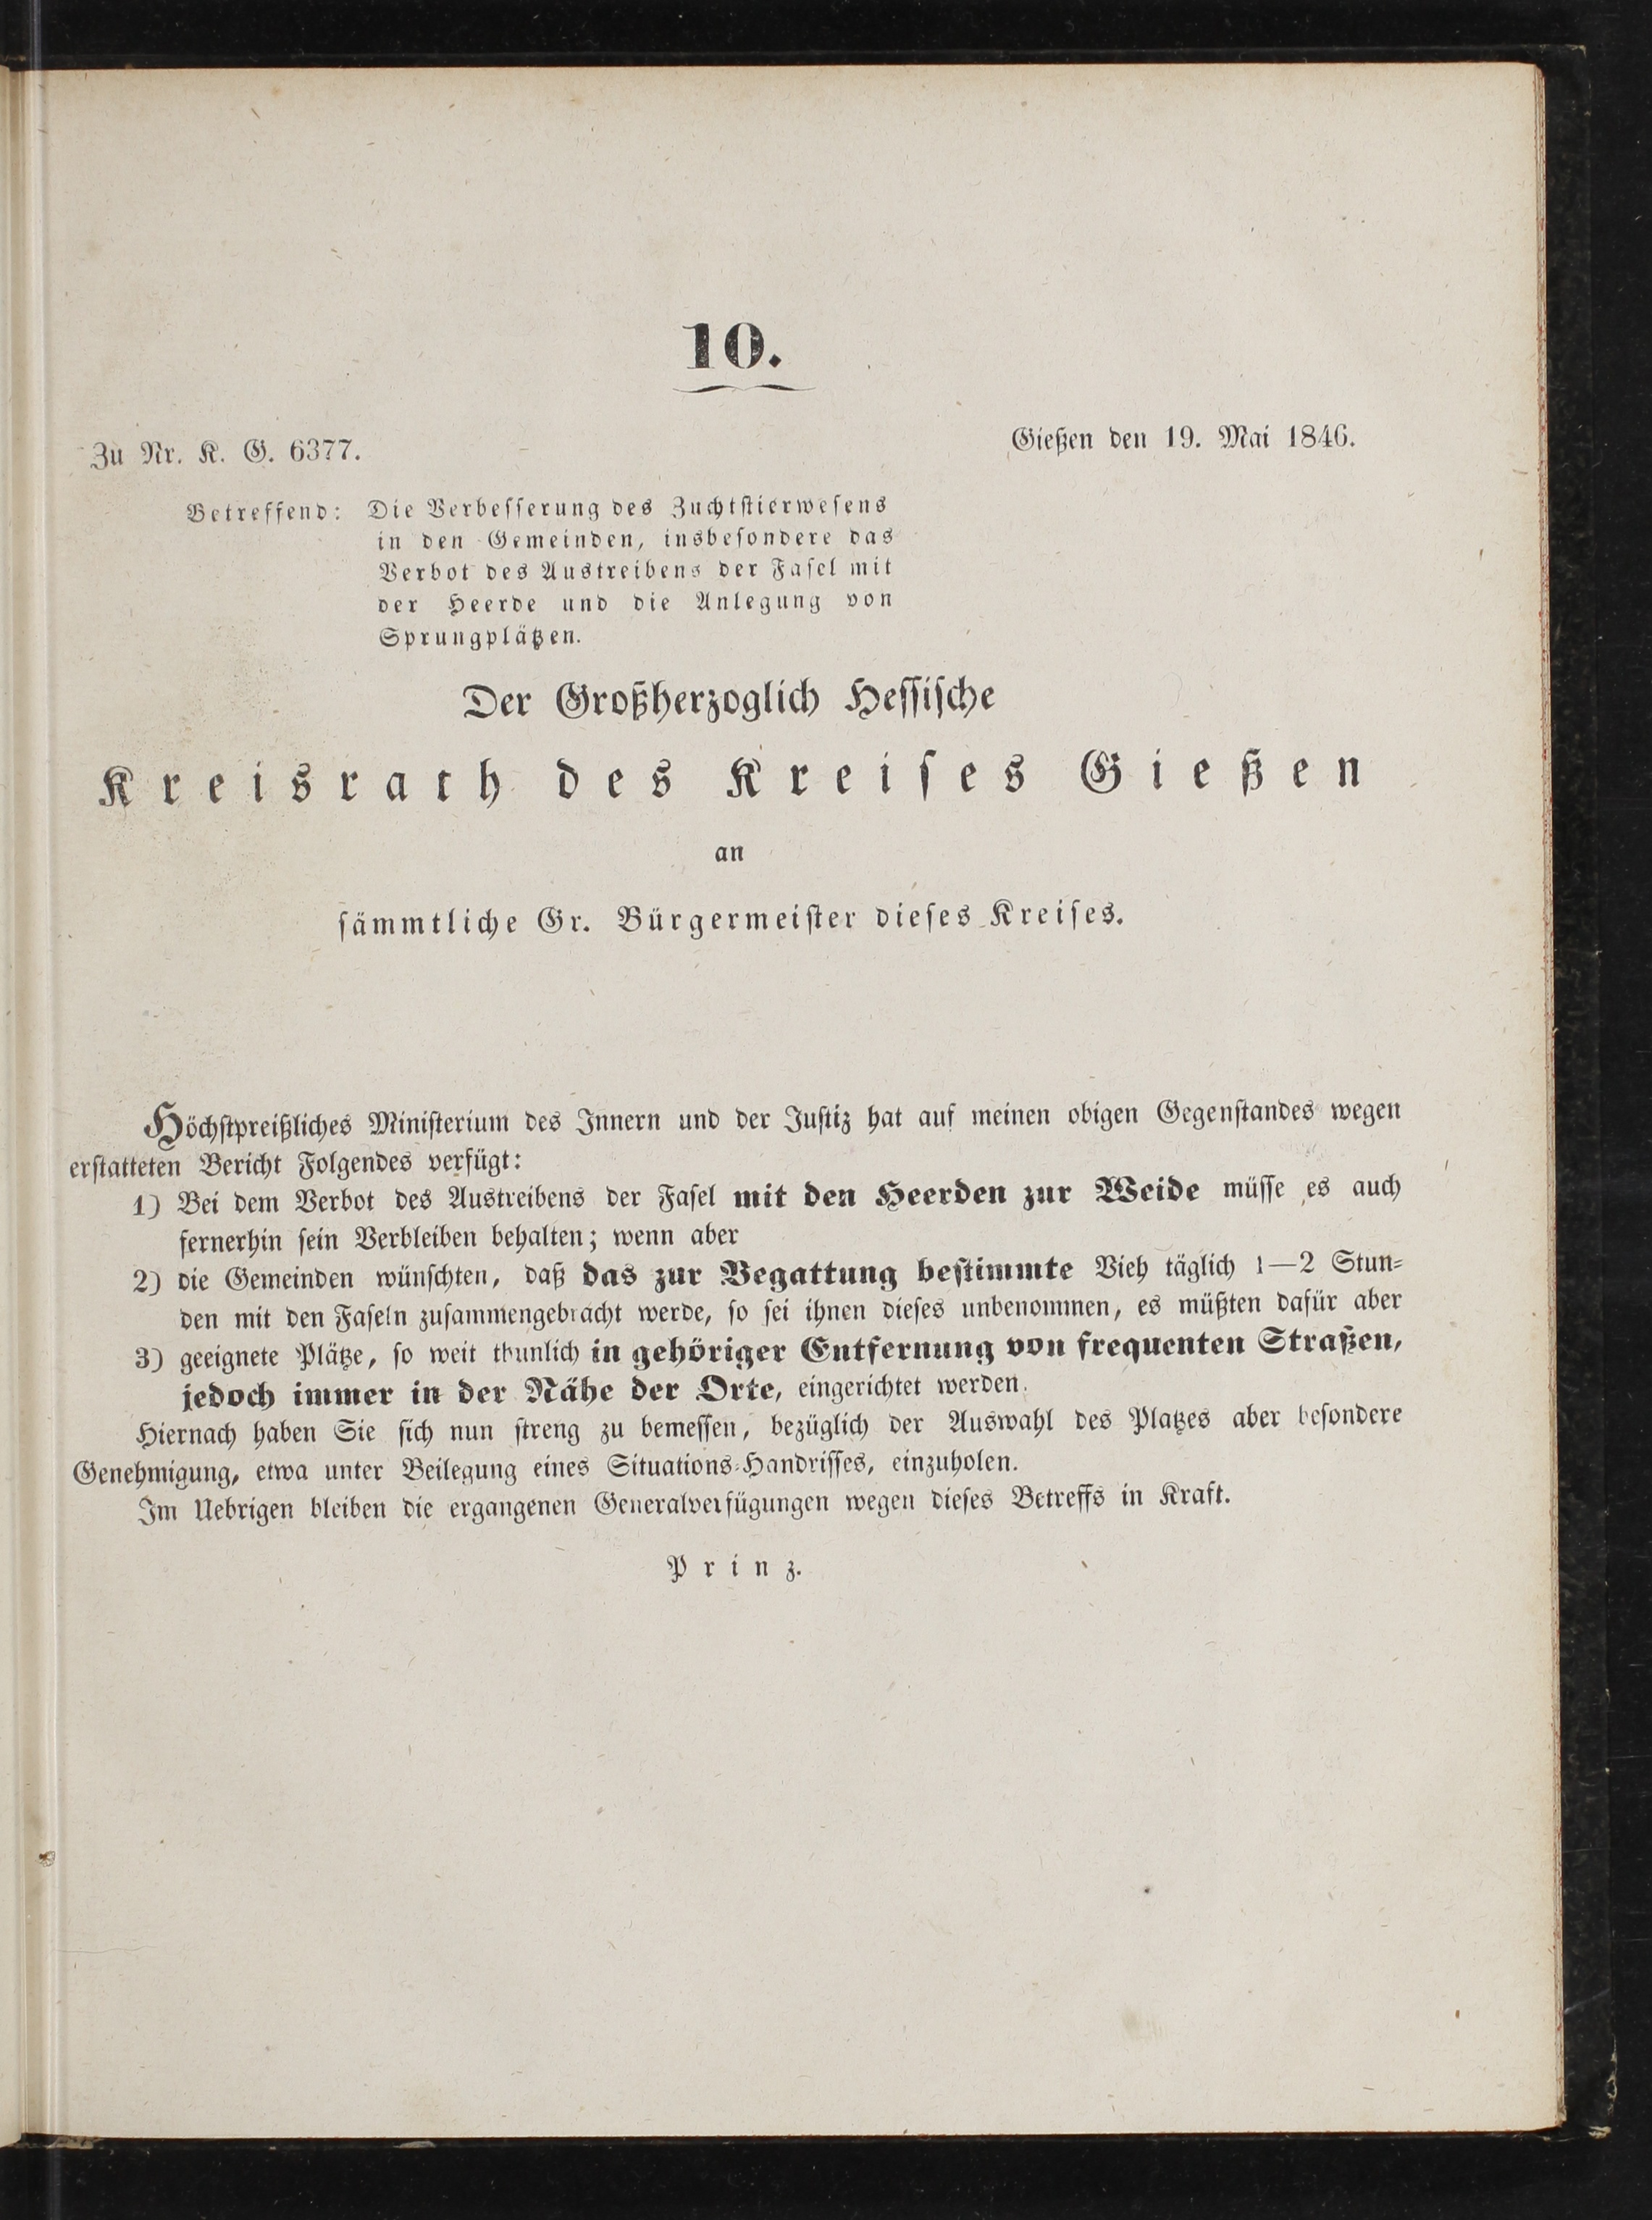 10.
Zu Nr. K. G. 6377.
Gießen den 19. Mai 1846.
Betreffend: Die Verbesserung des Zuchtstierwesens
in den Gemeinden, insbesondere das
Verbot des Austreibens der Fasel mit
der Heerde und die Anlegung von
Sprungplätzen.
Der Großherzoglich Hessische
Kreisrath des Kreises Gießen
an
sämmtliche Gr. Bürgermeister dieses Kreises.
Höchstpreißliches Ministerium des Innern und der Justiz hat auf meinen obigen Gegenstandes wegen
erstatteten Bericht Folgendes verfügt:
1) Bei dem Verbot des Austreibens der Fasel mit den Heerden zur Weide müsse es auch
fernerhin sein Verbleiben behalten; wenn aber
2) die Gemeinden wünschten, daß das zur Begattung bestimmte Vieh täglich 1—2 Stun-
den mit den Faseln zusammengebracht werde, so sei ihnen dieses unbenommen, es müßten dafür aber
3) geeignete Plätze, so weit thunlich in gehöriger Entfernung von frequenten Straßen,
jedoch immer in der Nähe der Orte, eingerichtet werden.
Hiernach haben Sie sich nun streng zu bemessen, bezüglich der Auswahl des Platzes aber besondere
Genehmigung, etwa unter Beilegung eines Situations-Handrisses, einzuholen.
Im Uebrigen bleiben die ergangenen Generalverfügungen wegen dieses Betreffs in Kraft.
Prinz.